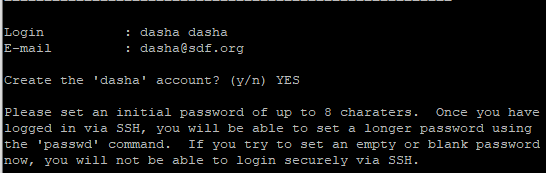 Login : dasha dasha
E-mail : dasha@sdf.org
Create the 'dasha' account? (y/n) YES
Please set an initial password of up to 8 charaters. Once you have
logged in via SSH, you will be able to set a longer password using
the 'passwd' command. If you try to set an empty or blank password
now, you will not be able to login securely via SSH.